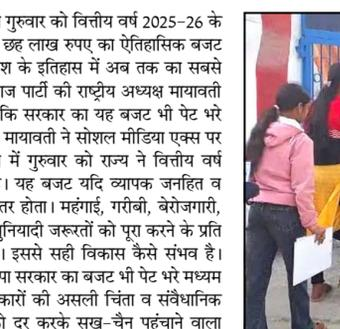 गुरुवार को वित्तीय वर्ष 2025-26 के
छह लाख रुपए का ऐतिहासिक बजट
के इतिहास में अब तक का सबसे
पार्टी की राष्ट्रीय अध्यक्ष मायावती
कि सरकार का यह बजट भी पेट भरे
मायावती ने सोशल मीडिया एक्स पर
में गुरुवार को राज्य ने वित्तीय वर्ष
। यह बजट यदि व्यापक जनहित व
होता। महंगाई, गरीबी, बेरोजगारी,
जरूरतों को पूरा करने के प्रति
। इससे सही विकास कैसे संभव है।
सरकार का बजट भी पेट भरे मध्यम
की असली चिंता व संवैधानिक
दूर करके सुख-चैन पहुंचाने वाला